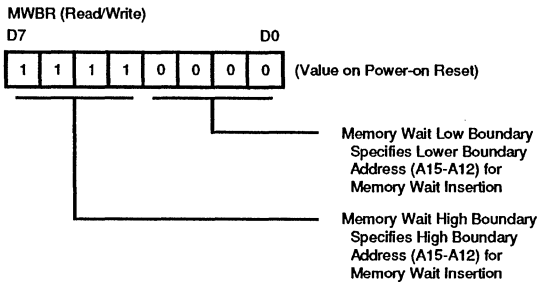 MWBR (Read/Write)
D7 D0
1 1 1 1 0 0 0 0 (Value on Power-on Reset)
Memory Wait Low Boundary
Specifies Lower Boundary
Address (A15-A12) for
Memory Wait Insertion
Memory Wait High Boundary
Specifies High Boundary
Address (A15-A12) for
Memory Wait Insertion